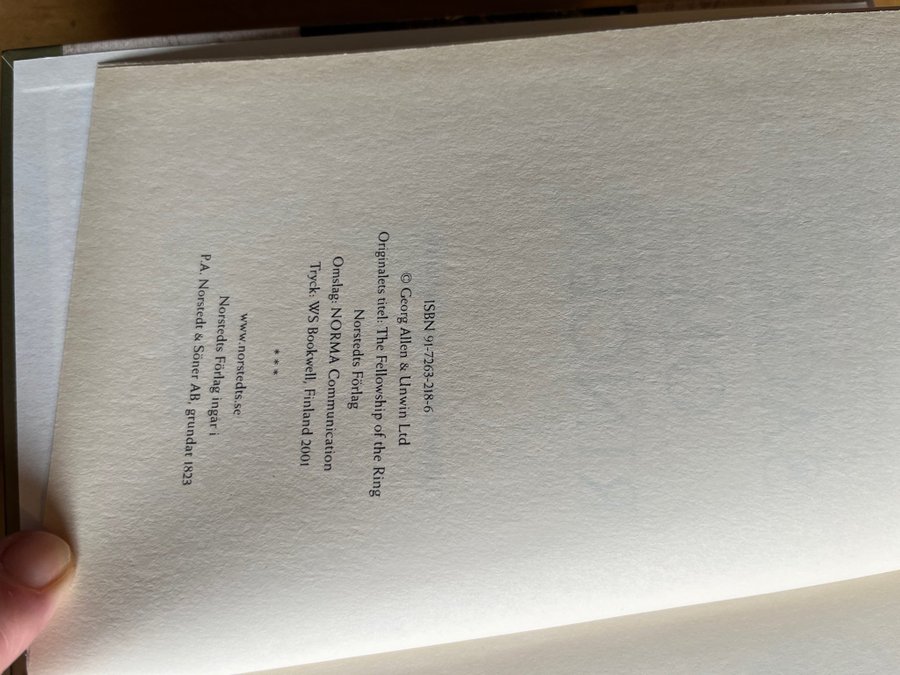 ISBN 91-7263-218-6
© Georg Allen & Unwin Ltd
Originalets titel: The Fellowship of the Ring
Norstedts Förlag
Omslag: NORMA Communication
Tryck: WS Bookwell, Finland 2001
* * *
www.norstedts.se
Norstedts Förlag ingår i
P.A. Norstedt & Söner AB, grundat 1823